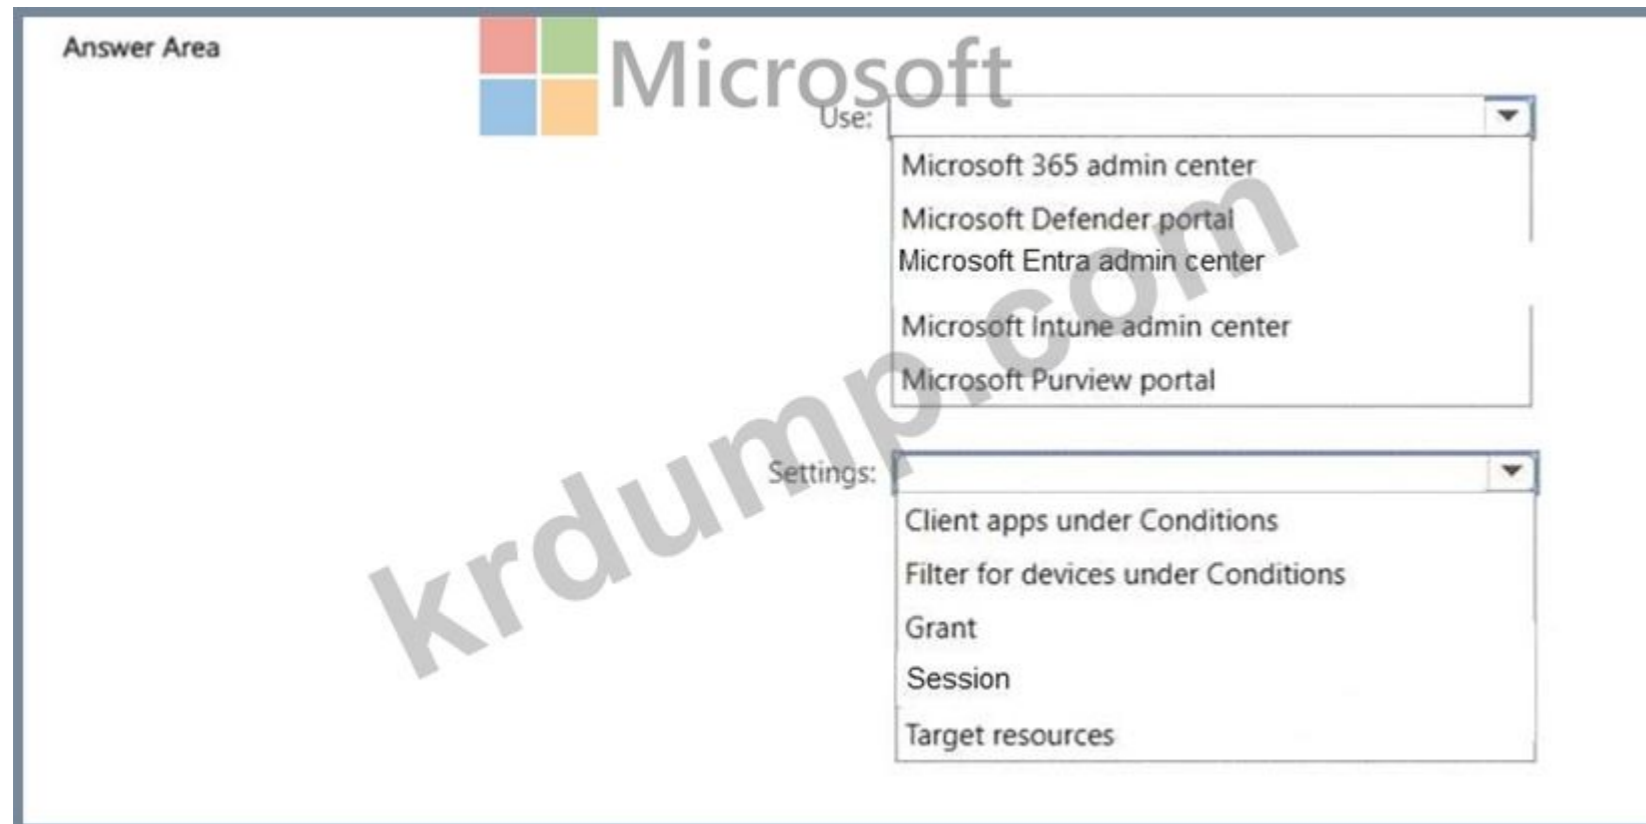 Answer Area
Microsoft
Use:
Microsoft 365 admin center
Microsoft Defender portal
Microsoft Entra admin center
Microsoft Intune admin center
Microsoft Purview portal
Settings:
Client apps under Conditions
Filter for devices under Conditions
Grant
Session
Target resources
krdump.com